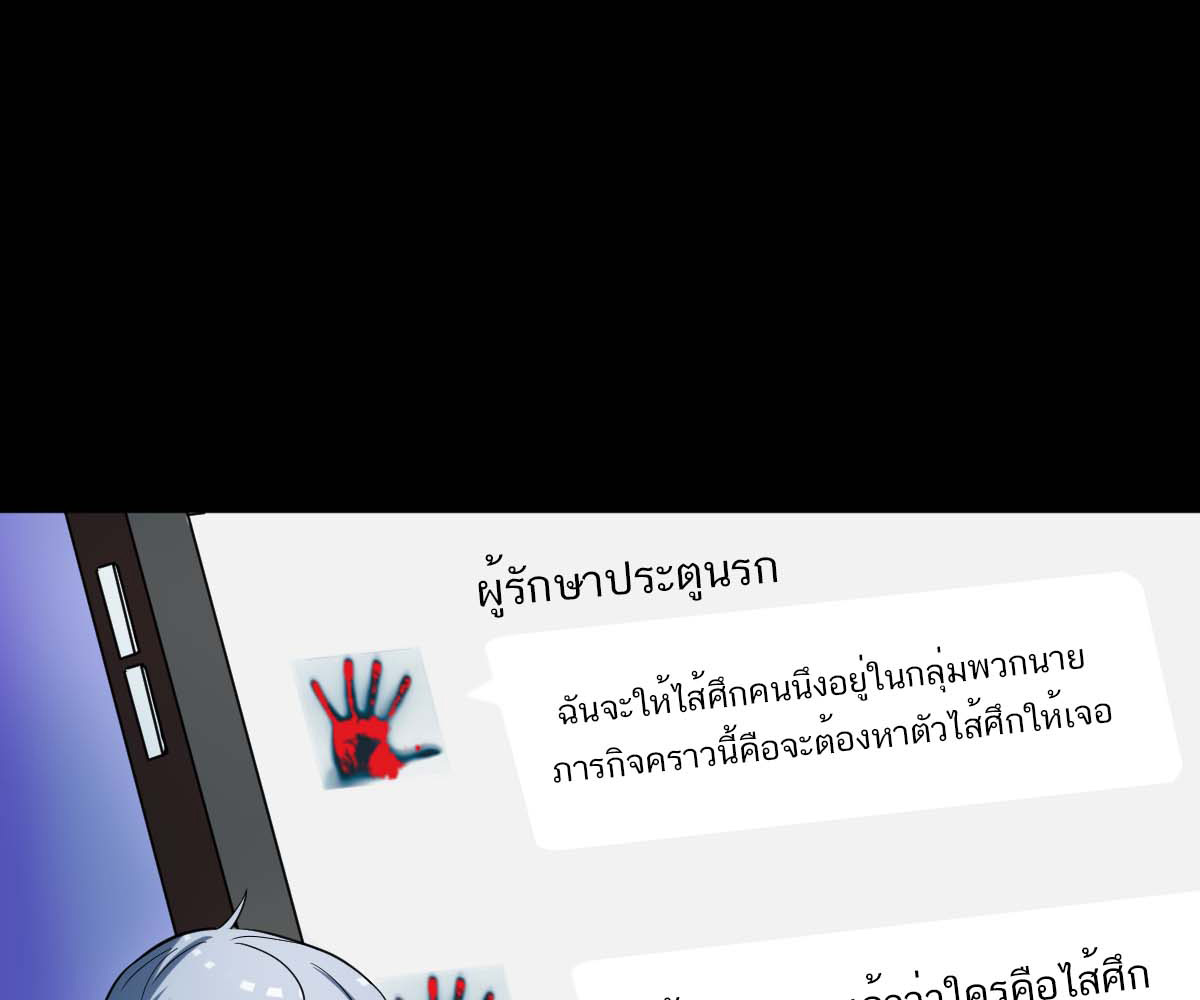 ผู้รักษาประตูนรก
ฉันจะให้ไส้ศึกคนนึงอยู่ในกลุ่มพวกนาย
ภารกิจคราวนี้คือจะต้องหาตัวไส้ศึกให้เจอ
ว่าใครคือไส้ศึก